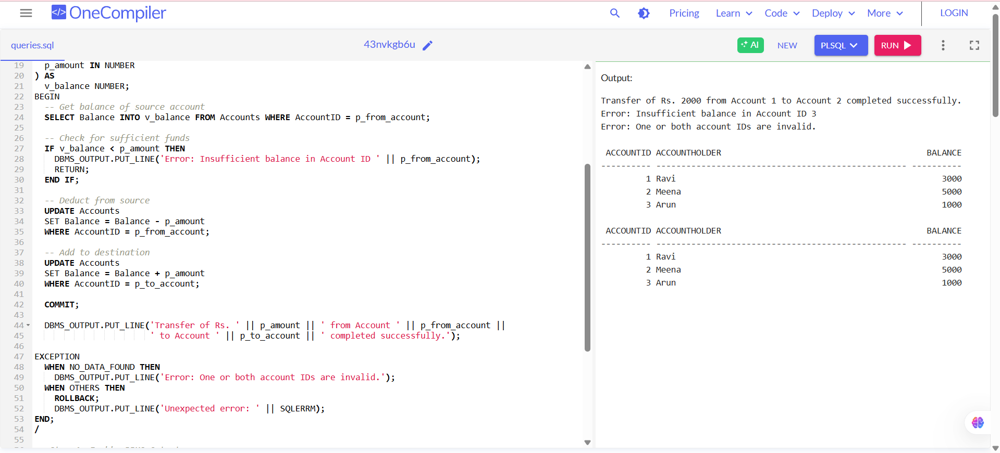 </> OneCompiler
Pricing Learn Code Deploy More LOGIN
queries.sql
43nvkgb6u
AI NEW PLSQL RUN
19 p_amount IN NUMBER
20 ) AS
21 v_balance NUMBER;
22 BEGIN
23 -- Get balance of source account
24 SELECT Balance INTO v_balance FROM Accounts WHERE AccountID = p_from_account;
25
26 -- Check for sufficient funds
27 IF v_balance < p_amount THEN
28 DBMS_OUTPUT.PUT_LINE('Error: Insufficient balance in Account ID ' || p_from_account);
29 RETURN;
30 END IF;
31
32 -- Deduct from source
33 UPDATE Accounts
34 SET Balance = Balance - p_amount
35 WHERE AccountID = p_from_account;
36
37 -- Add to destination
38 UPDATE Accounts
39 SET Balance = Balance + p_amount
40 WHERE AccountID = p_to_account;
41
42 COMMIT;
43
44 DBMS_OUTPUT.PUT_LINE('Transfer of Rs. ' || p_amount || ' from Account ' || p_from_account ||
45 ' to Account ' || p_to_account || ' completed successfully.');
46
47 EXCEPTION
48 WHEN NO_DATA_FOUND THEN
49 DBMS_OUTPUT.PUT_LINE('Error: One or both account IDs are invalid.');
50 WHEN OTHERS THEN
51 ROLLBACK;
52 DBMS_OUTPUT.PUT_LINE('Unexpected error: ' || SQLERRM);
53 END;
54 /
55
Output:
Transfer of Rs. 2000 from Account 1 to Account 2 completed successfully.
Error: Insufficient balance in Account ID 3
Error: One or both account IDs are invalid.
ACCOUNTID ACCOUNTHOLDER BALANCE
---------- -------------------------------------------------- ----------
1 Ravi 3000
2 Meena 5000
3 Arun 1000
ACCOUNTID ACCOUNTHOLDER BALANCE
---------- -------------------------------------------------- ----------
1 Ravi 3000
2 Meena 5000
3 Arun 1000